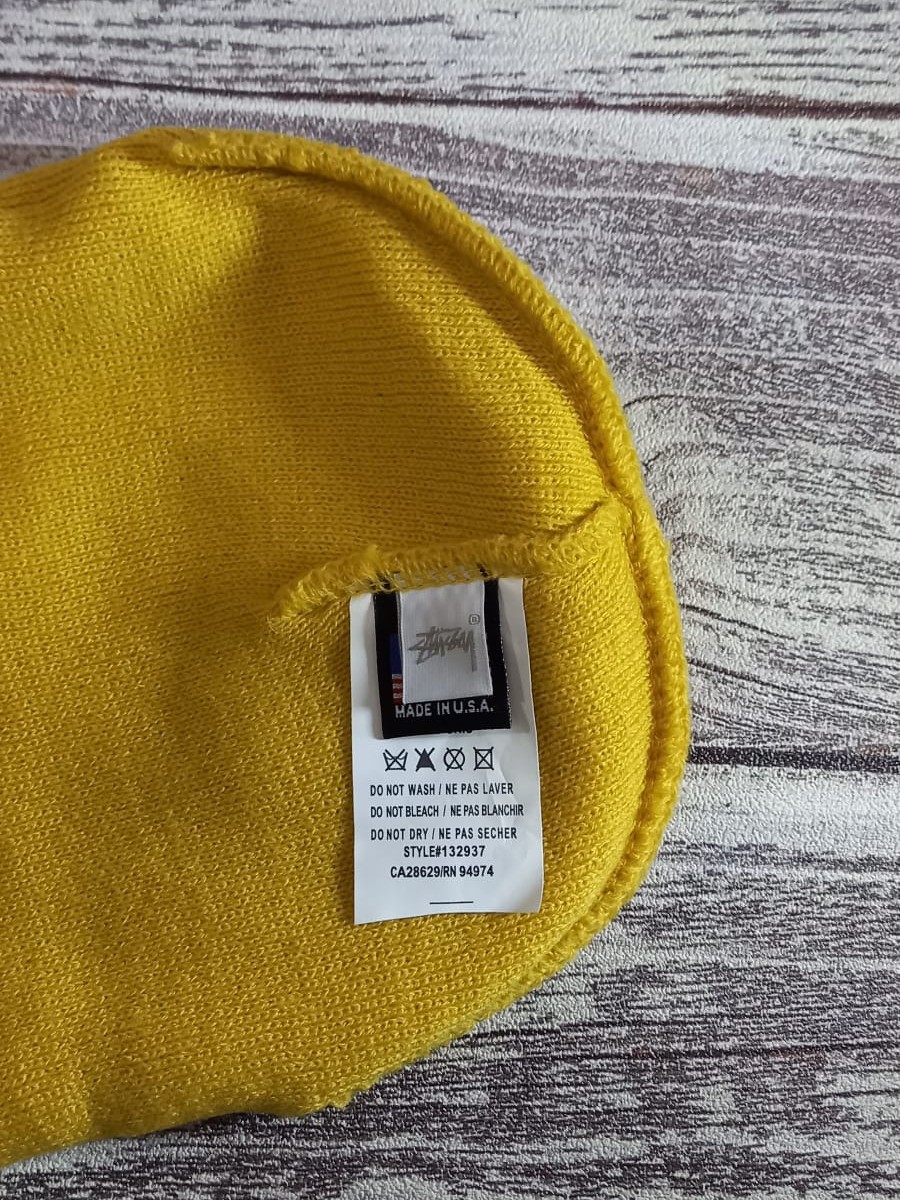 Stüssy
®
MADE IN U.S.A.
DO NOT WASH / NE PAS LAVER
DO NOT BLEACH / NE PAS BLANCHIR
DO NOT DRY / NE PAS SECHER
STYLE#132937
CA28629/RN 94974